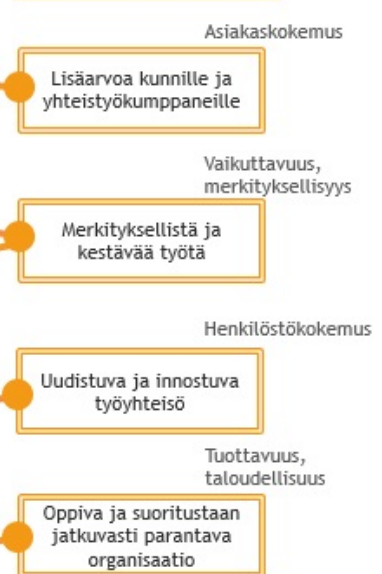 Asiakaskokemus
Lisäarvoa kunnille ja
yhteistyökumppaneille
Vaikuttavuus,
merkityksellisyys
Merkityksellistä ja
kestävää työtä
Henkilöstökokemus
Uudistuva ja innostuva
työyhteisö
Tuottavuus,
taloudellisuus
Oppiva ja suoritustaan
jatkuvasti parantava
organisaatio